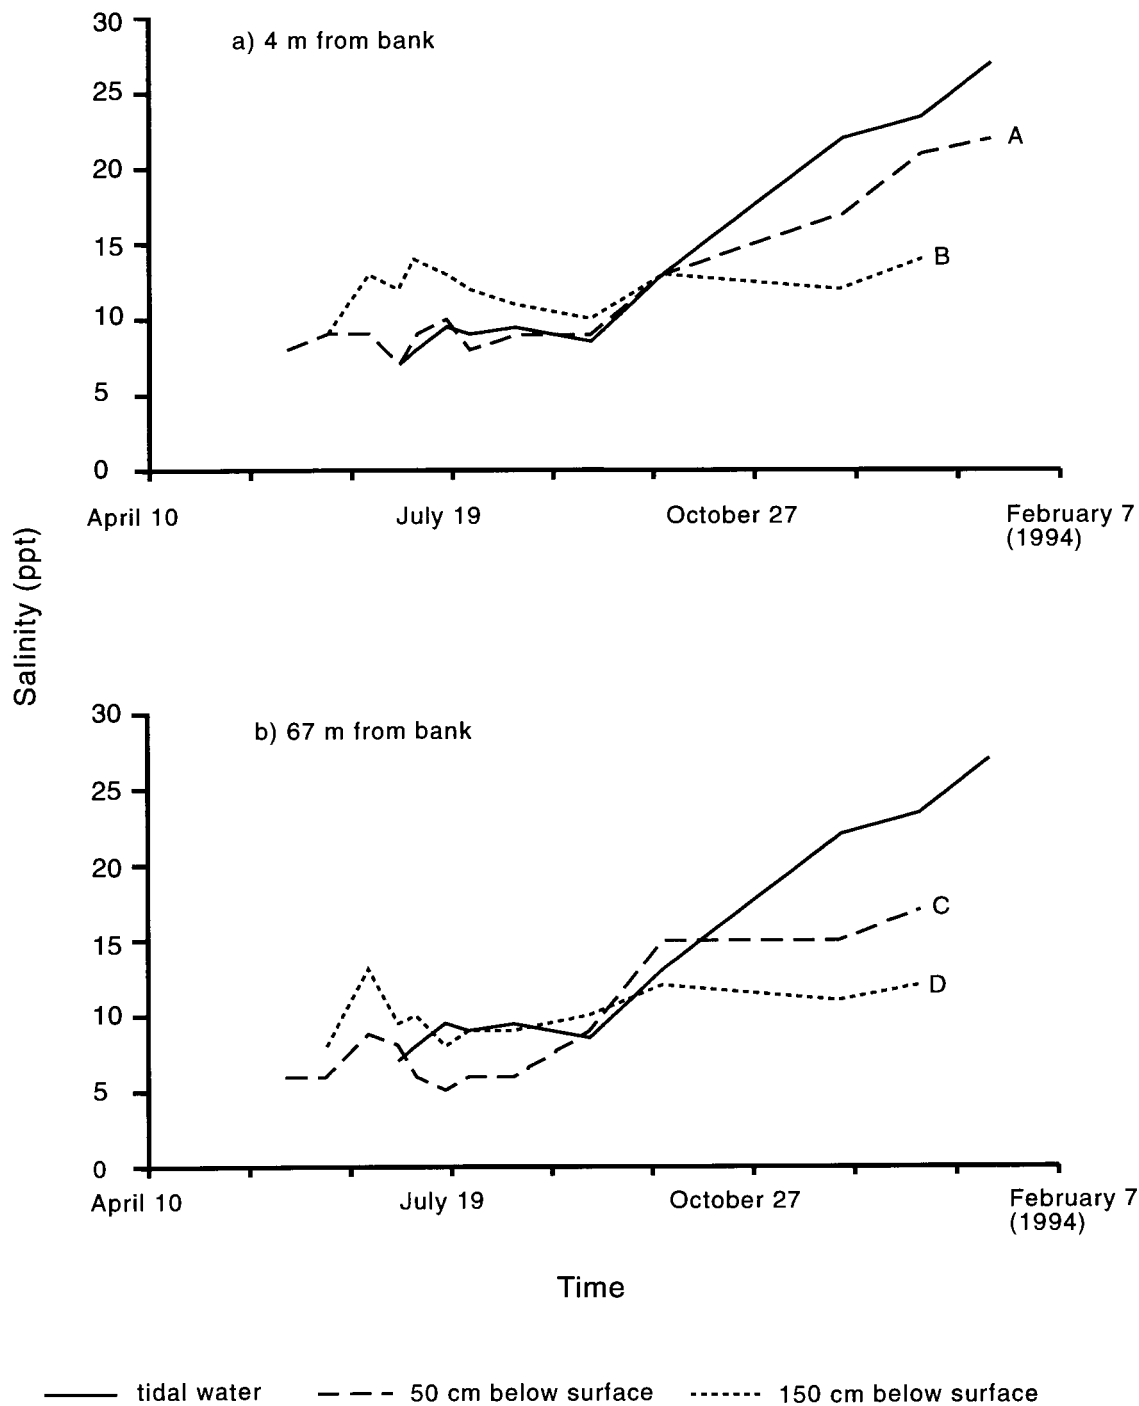 30
a) 4 m from bank
25
20
A
15
B
10
5
0
April 10
July 19
October 27
February 7
(1994)
Salinity (ppt)
30
b) 67 m from bank
25
20
C
15
D
10
5
0
April 10
July 19
October 27
February 7
(1994)
Time
tidal water
50 cm below surface
150 cm below surface